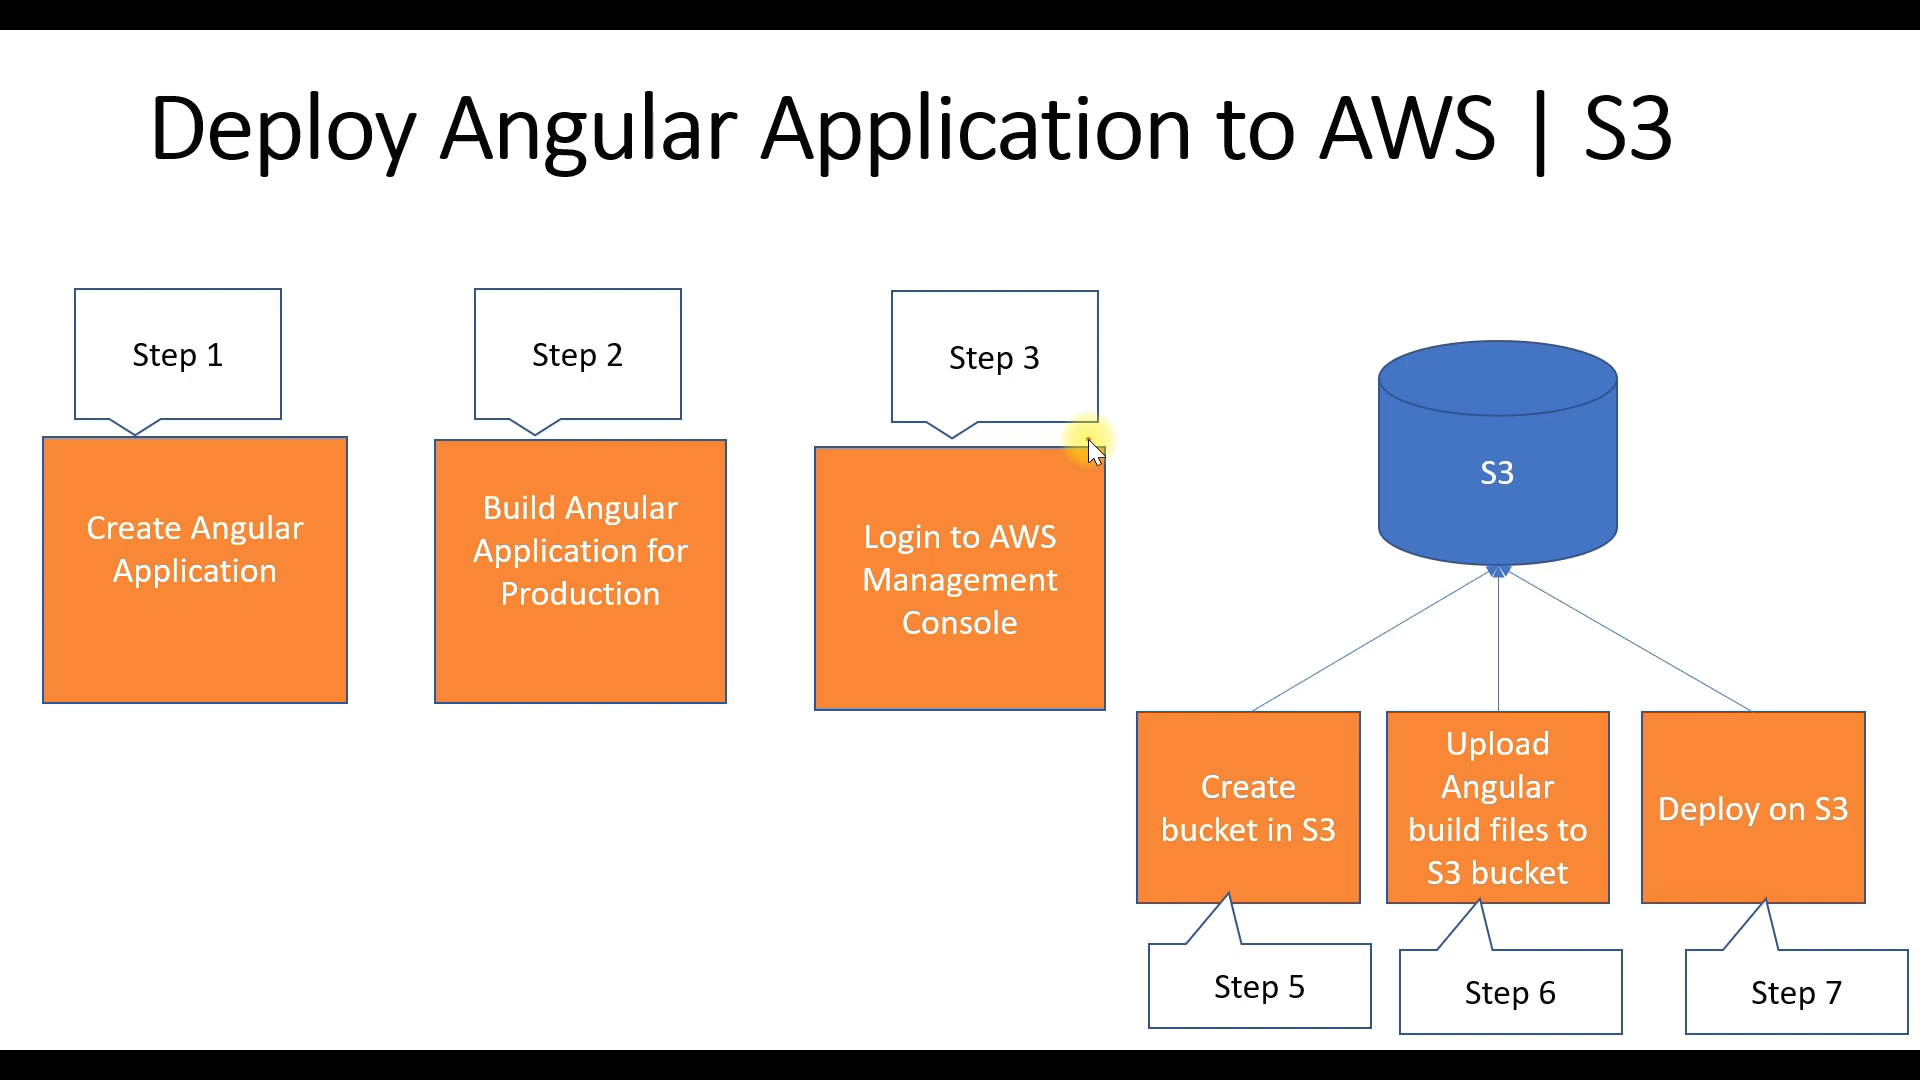 Deploy Angular Application to AWS | S3
Step 1
Step 2
Step 3
Create Angular
Application
Build Angular
Application for
Production
Login to AWS
Management
Console
S3
Create
bucket in S3
Upload
Angular
build files to
S3 bucket
Deploy on S3
Step 5
Step 6
Step 7